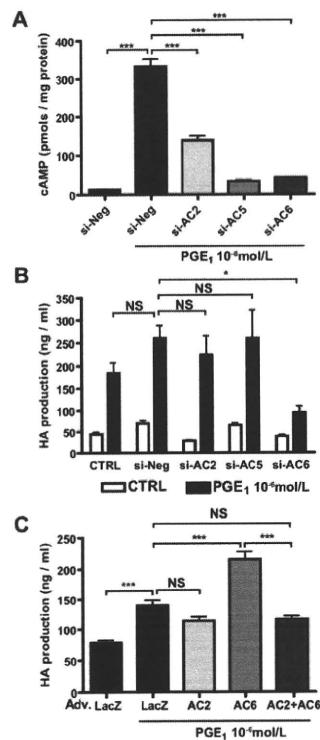 A
***
***
*** ***
cAMP (pmols / mg protein)
400
300
200
100
0
si-Neg si-Neg si-AC2 si-AC5 si-AC6
PGE1 10-6mol/L
B
*
NS
NS NS
HA production (ng / ml)
350
300
250
200
150
100
50
0
CTRL si-Neg si-AC2 si-AC5 si-AC6
CTRL PGE1 10-6mol/L
C
NS
*** ***
*** NS
HA production (ng / ml)
250
200
150
100
50
0
Adv. LacZ LacZ AC2 AC6 AC2+AC6
PGE1 10-6mol/L